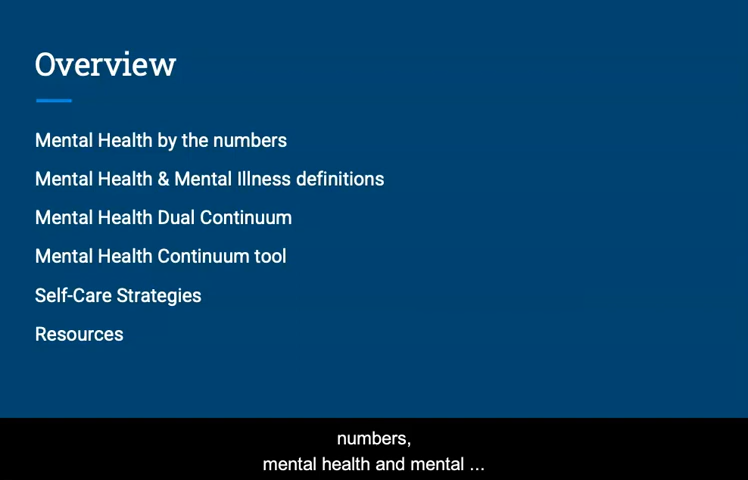 Overview
Mental Health by the numbers
Mental Health & Mental Illness definitions
Mental Health Dual Continuum
Mental Health Continuum tool
Self-Care Strategies
Resources
numbers,
mental health and mental ...